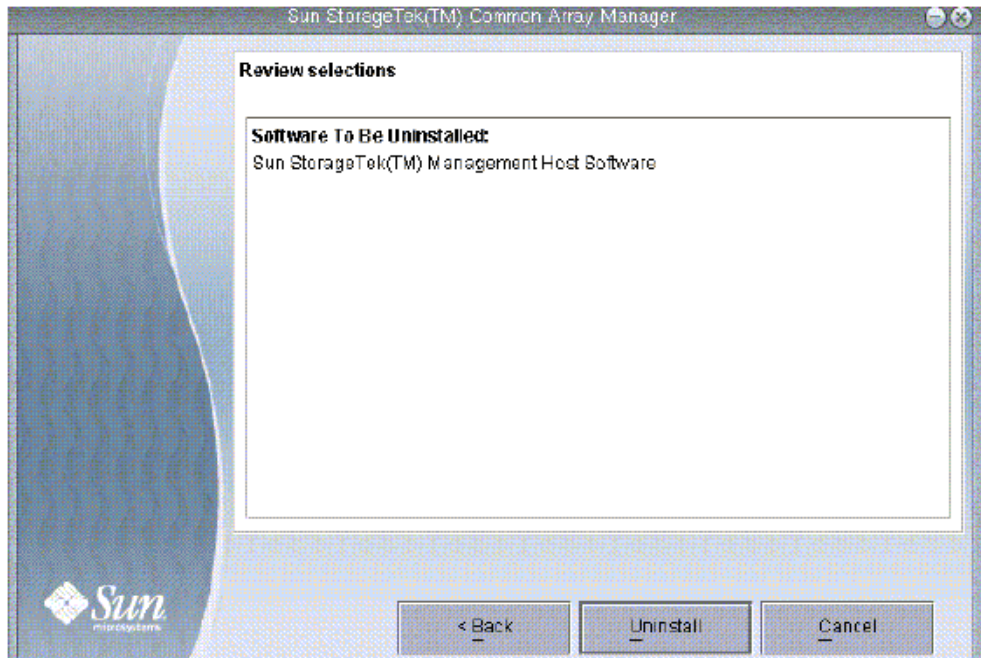 Sun StorageTek(TM) Common Array Manager
Review selections
Software To Be Uninstalled:
Sun StorageTek(TM) Management Host Software
Sun
microsystems
< Back
Uninstall
Cancel